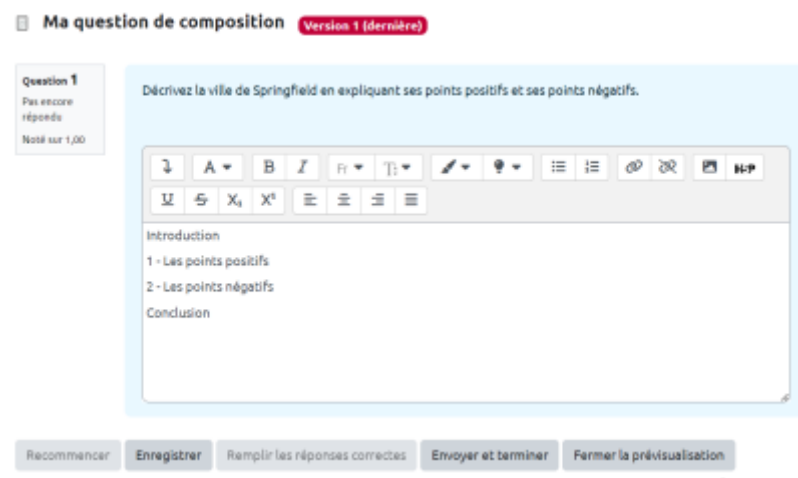 Ma question de composition Version 1 (dernière)
Question 1
Pas encore
répondu
Noté sur 1,00
Décrivez la ville de Springfield en expliquant ses points positifs et ses points négatifs.
Introduction
1 - Les points positifs
2 - Les points négatifs
Conclusion
Recommencer Enregistrer Remplir les réponses correctes Envoyer et terminer Fermer la prévisualisation